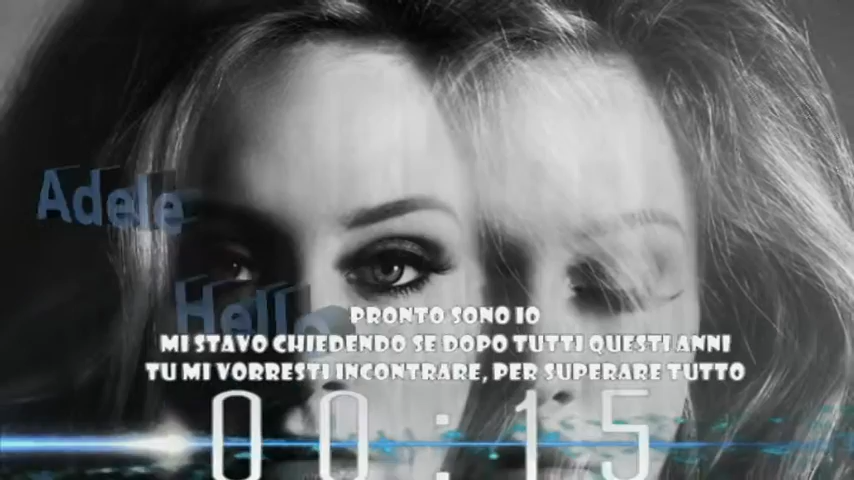 Adele
Hello
PRONTO SONO IO
MI STAVO CHIEDENDO SE DOPO TUTTI QUESTI ANNI
TU MI VORRESTI INCONTRARE, PER SUPERARE TUTTO
00:15